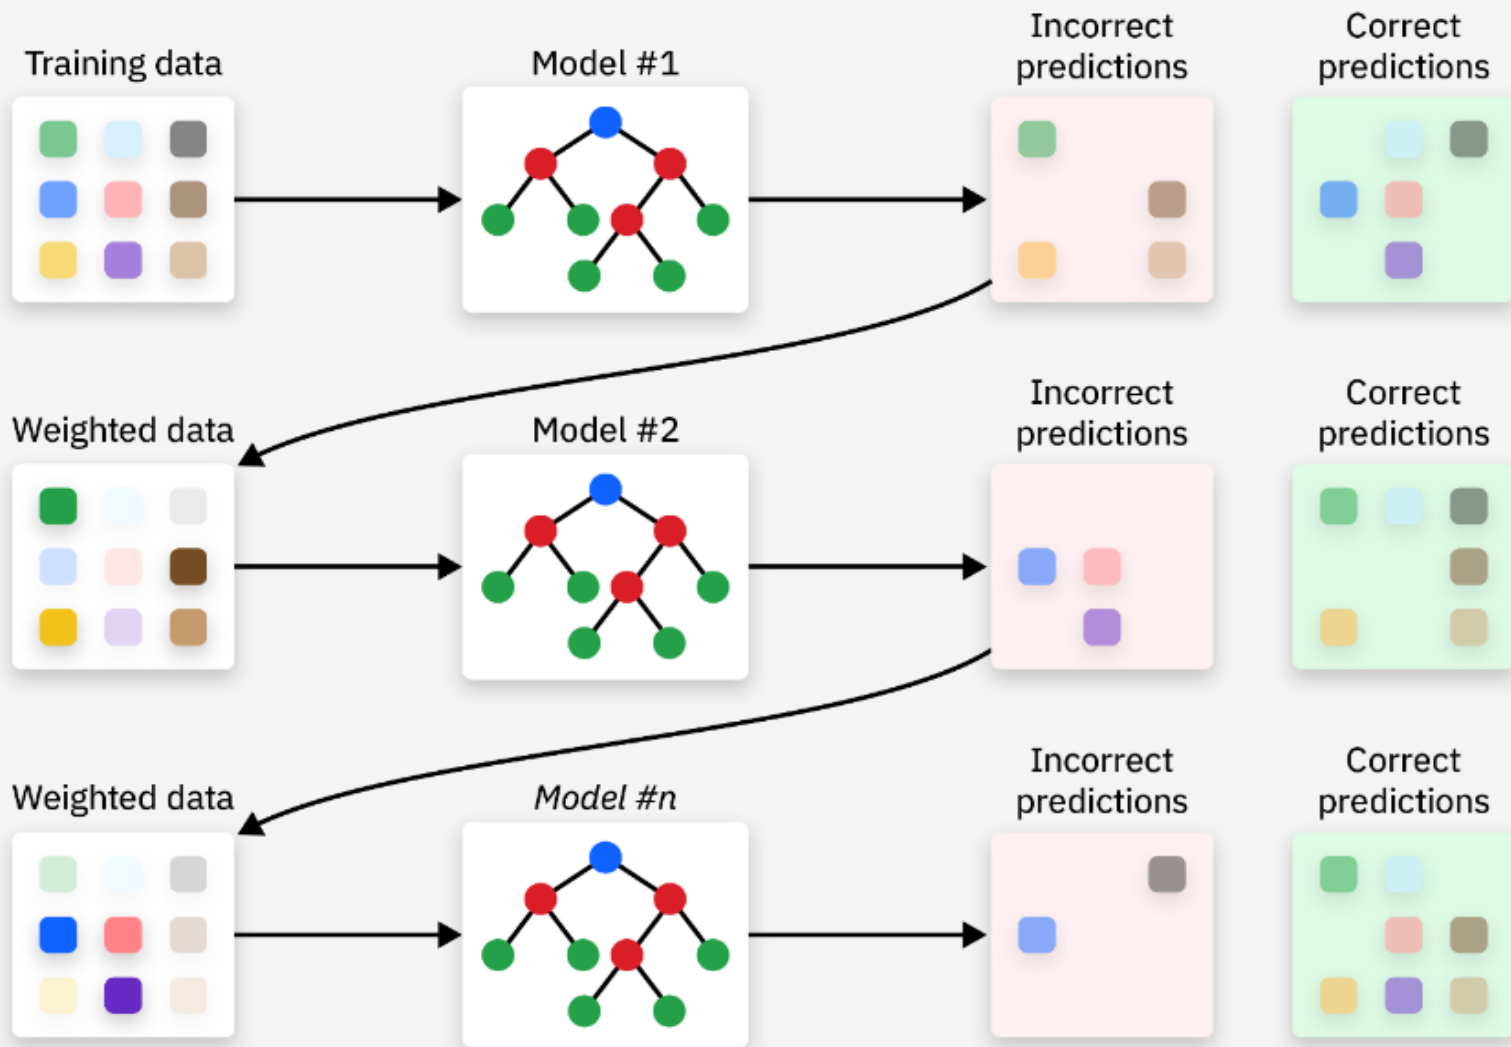 Training data
Model #1
Incorrect
predictions
Correct
predictions
Weighted data
Model #2
Incorrect
predictions
Correct
predictions
Weighted data
Model #n
Incorrect
predictions
Correct
predictions